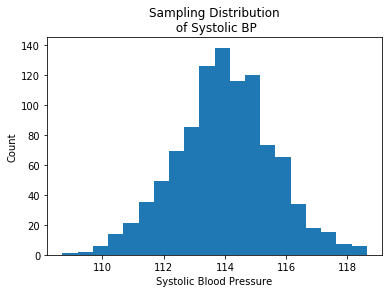 Sampling Distribution
of Systolic BP
Count
140
120
100
80
60
40
20
0
110 112 114 116 118
Systolic Blood Pressure